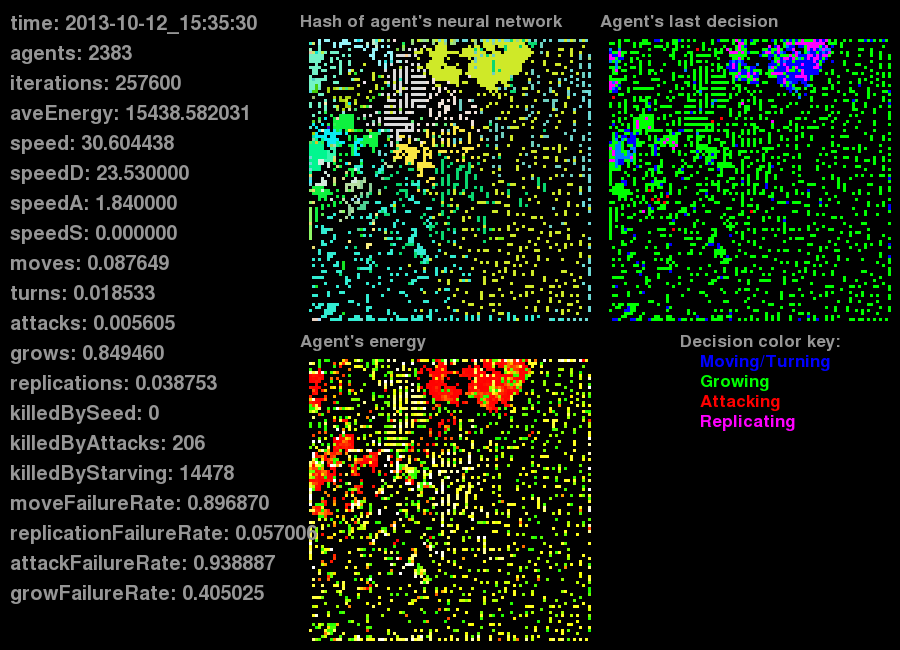 time: 2013-10-12_15:35:30
agents: 2383
iterations: 257600
aveEnergy: 15438.582031
speed: 30.604438
speedD: 23.530000
speedA: 1.840000
speedS: 0.000000
moves: 0.087649
turns: 0.018533
attacks: 0.005605
grows: 0.849460
replications: 0.038753
killedBySeed: 0
killedByAttacks: 206
killedByStarving: 14478
moveFailureRate: 0.896870
replicationFailureRate: 0.057006
attackFailureRate: 0.938887
growFailureRate: 0.405025
Hash of agent's neural network
Agent's last decision
Agent's energy
Decision color key:
Moving/Turning
Growing
Attacking
Replicating